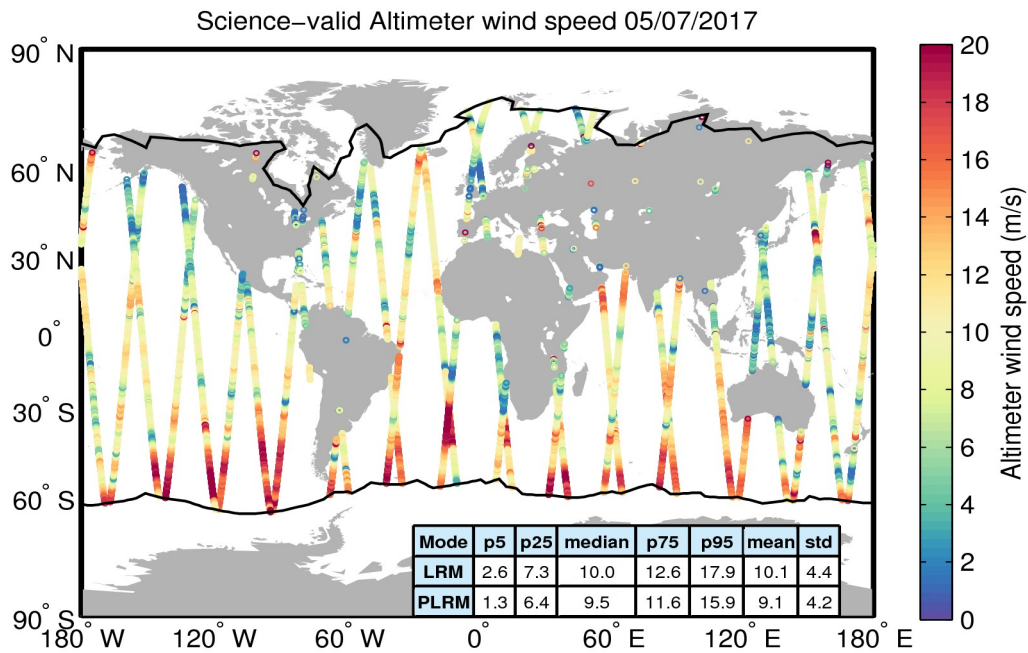 Science−valid Altimeter wind speed 05/07/2017
90° N
60° N
30° N
0°
30° S
60° S
90° S
180° W
120° W
60° W
0°
60° E
120° E
180° E
Mode p5 p25 median p75 p95 mean std
LRM 2.6 7.3 10.0 12.6 17.9 10.1 4.4
PLRM 1.3 6.4 9.5 11.6 15.9 9.1 4.2
20
18
16
14
12
10
8
6
4
2
0
Altimeter wind speed (m/s)